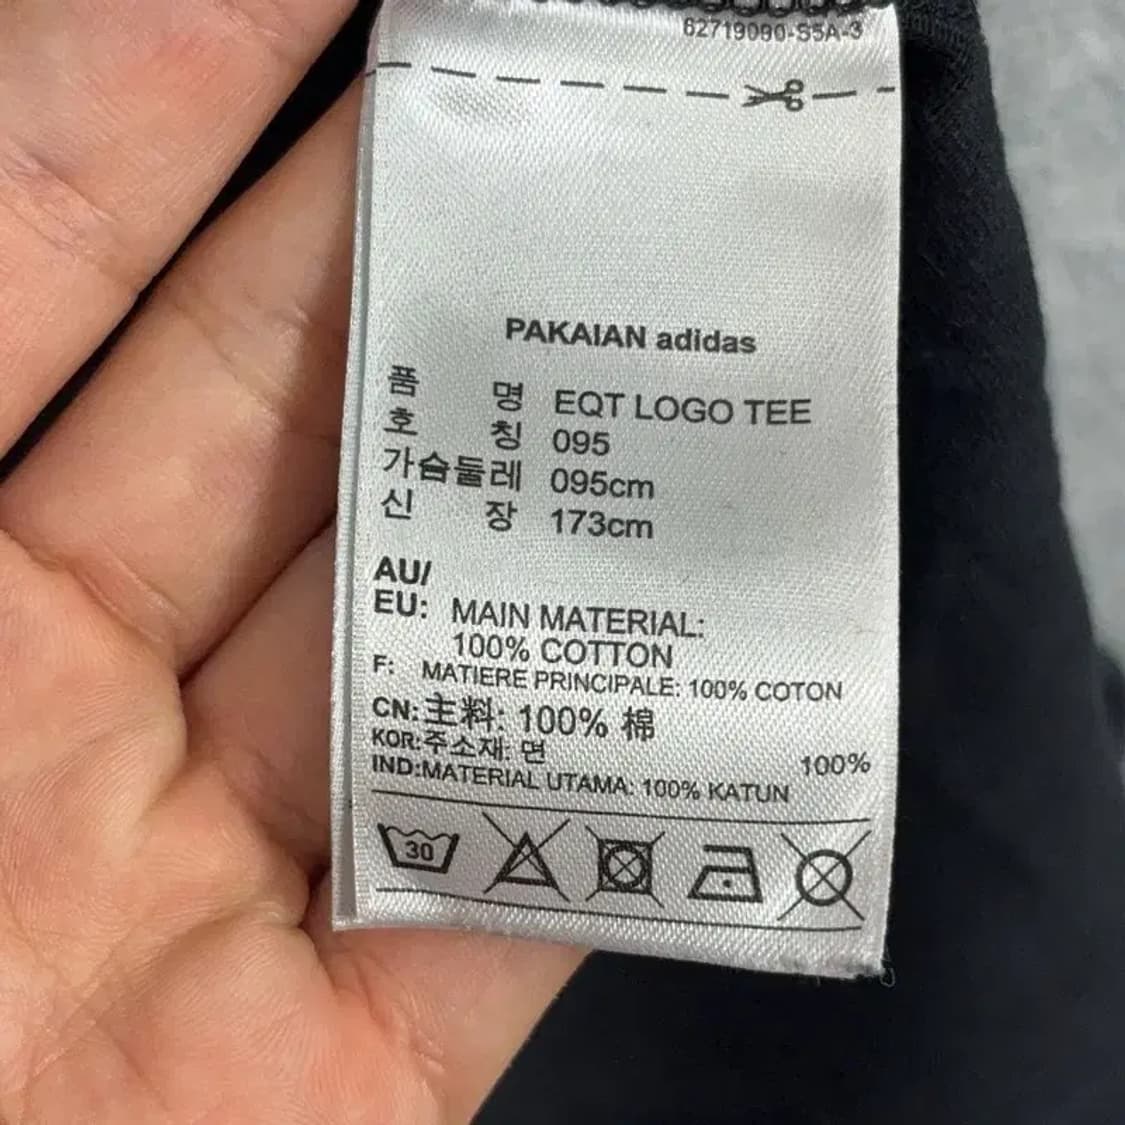 62719090-S5A-3
PAKAIAN adidas
품 명 EQT LOGO TEE
호 칭 095
가슴둘레 095cm
신 장 173cm
AU/
EU: MAIN MATERIAL:
100% COTTON
F: MATIERE PRINCIPALE: 100% COTON
CN:主料: 100% 棉
KOR:주소재: 면 100%
IND:MATERIAL UTAMA: 100% KATUN
30